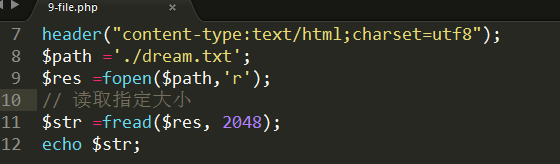 9-file.php ×
7 header("content-type:text/html;charset=utf8");
8 $path ='./dream.txt';
9 $res =fopen($path,'r');
10 // 读取指定大小
11 $str =fread($res, 2048);
12 echo $str;